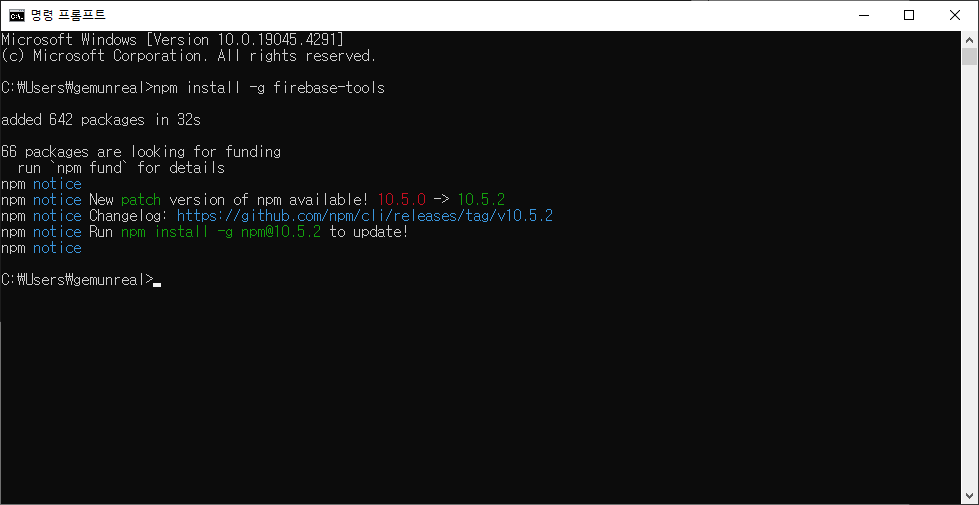 명령 프롬프트
Microsoft Windows [Version 10.0.19045.4291]
(c) Microsoft Corporation. All rights reserved.
C:₩Users₩gemunreal>npm install -g firebase-tools
added 642 packages in 32s
66 packages are looking for funding
  run `npm fund` for details
npm notice
npm notice New patch version of npm available! 10.5.0 -> 10.5.2
npm notice Changelog: https://github.com/npm/cli/releases/tag/v10.5.2
npm notice Run npm install -g npm@10.5.2 to update!
npm notice
C:₩Users₩gemunreal>